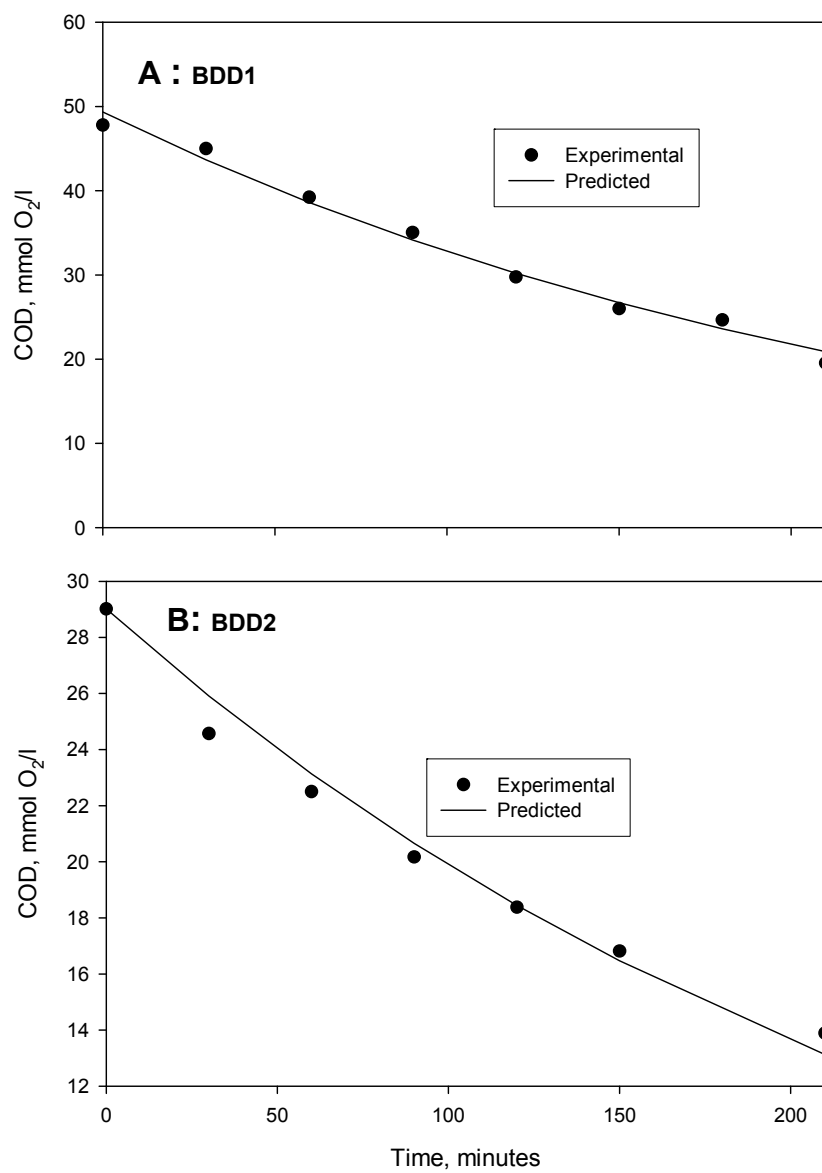 60
A : BDD1
50
Experimental
Predicted
40
30
20
10
0
COD, mmol O₂/l
30
B: BDD2
28
26
24
Experimental
Predicted
22
20
18
16
14
12
COD, mmol O₂/l
0 50 100 150 200
Time, minutes